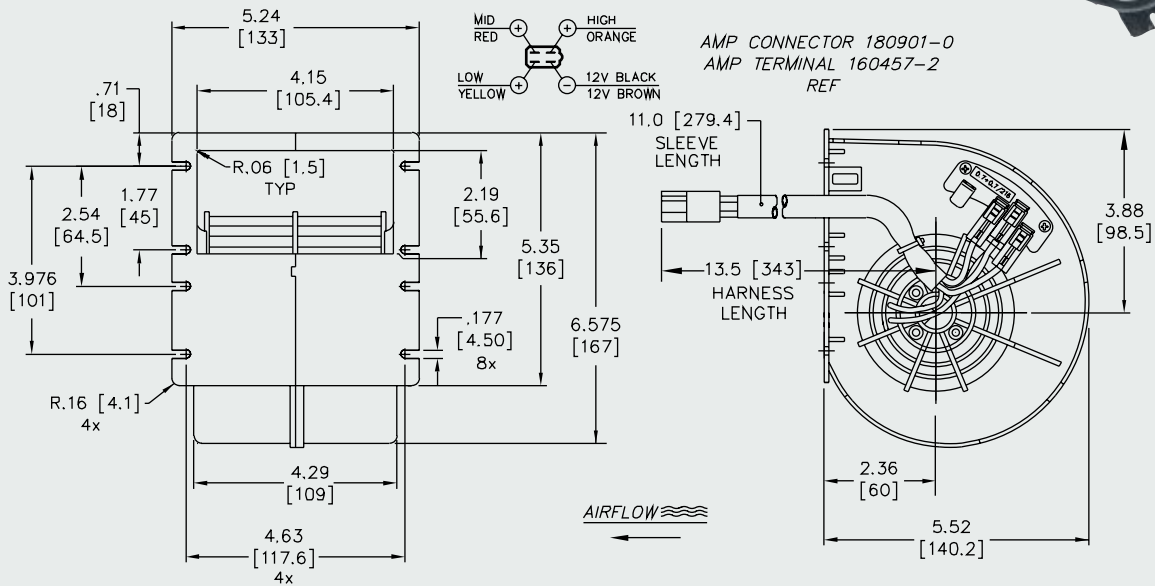 5.24
[133]
4.15
[105.4]
.71
[18]
MID
RED
HIGH
ORANGE
LOW
YELLOW
12V BLACK
12V BROWN
AMP CONNECTOR 180901-0
AMP TERMINAL 160457-2
REF
R.06 [1.5]
TYP
1.77
[45]
2.54
[64.5]
3.976
[101]
2.19
[55.6]
5.35
[136]
6.575
[167]
.177
[4.50]
8x
R.16 [4.1]
4x
4.29
[109]
4.63
[117.6]
4x
11.0 [279.4]
SLEEVE
LENGTH
13.5 [343]
HARNESS
LENGTH
3.88
[98.5]
2.36
[60]
5.52
[140.2]
AIRFLOW